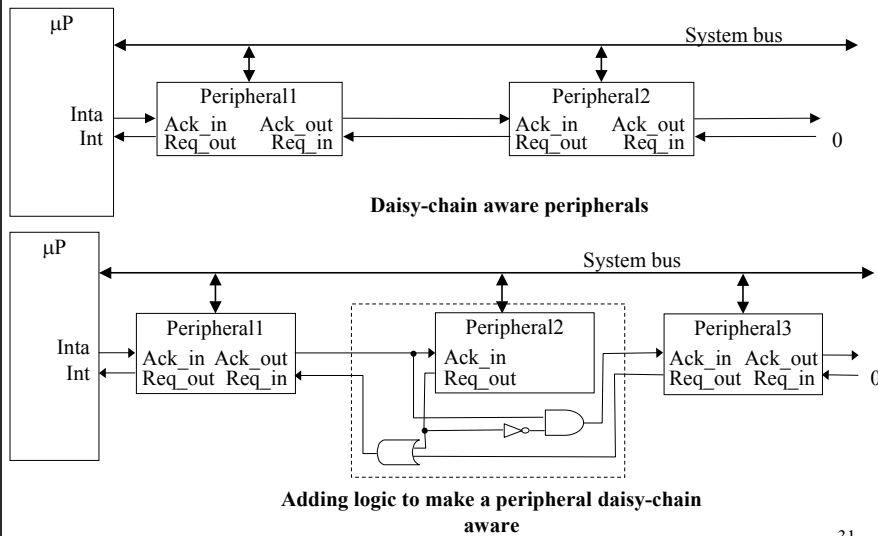 μP
System bus
Peripheral1
Peripheral2
Inta
Int
Ack_in Ack_out
Req_out Req_in
Ack_in Ack_out
Req_out Req_in
0
Daisy-chain aware peripherals
μP
System bus
Peripheral1
Peripheral2
Peripheral3
Inta
Int
Ack_in Ack_out
Req_out Req_in
Ack_in
Req_out
Ack_in Ack_out
Req_out Req_in
0
Adding logic to make a peripheral daisy-chain
aware